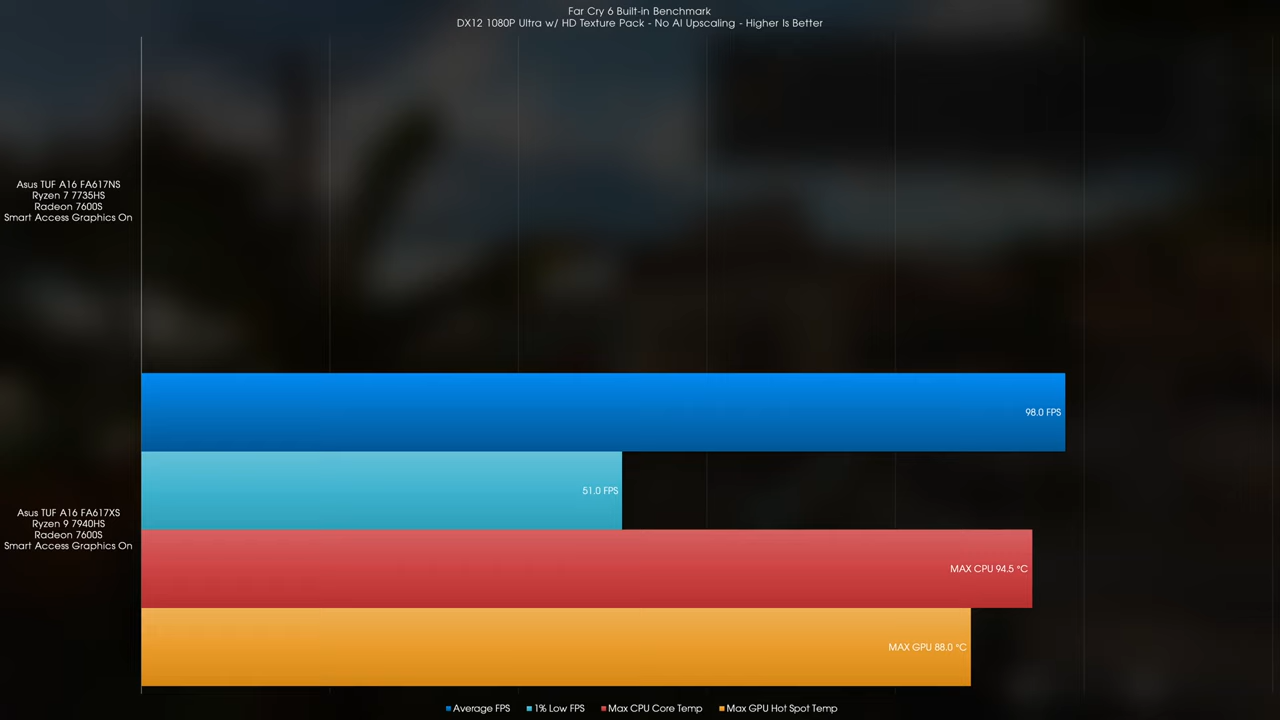 Far Cry 6 Built-in Benchmark
DX12 1080P Ultra w/ HD Texture Pack - No AI Upscaling - Higher Is Better
Asus TUF A16 FA617NS
Ryzen 7 7735HS
Radeon 7600S
Smart Access Graphics On
98.0 FPS
51.0 FPS
Asus TUF A16 FA617XS
Ryzen 9 7940HS
Radeon 7600S
Smart Access Graphics On
MAX CPU 94.5 °C
MAX GPU 88.0 °C
Average FPS
1% Low FPS
Max CPU Core Temp
Max GPU Hot Spot Temp